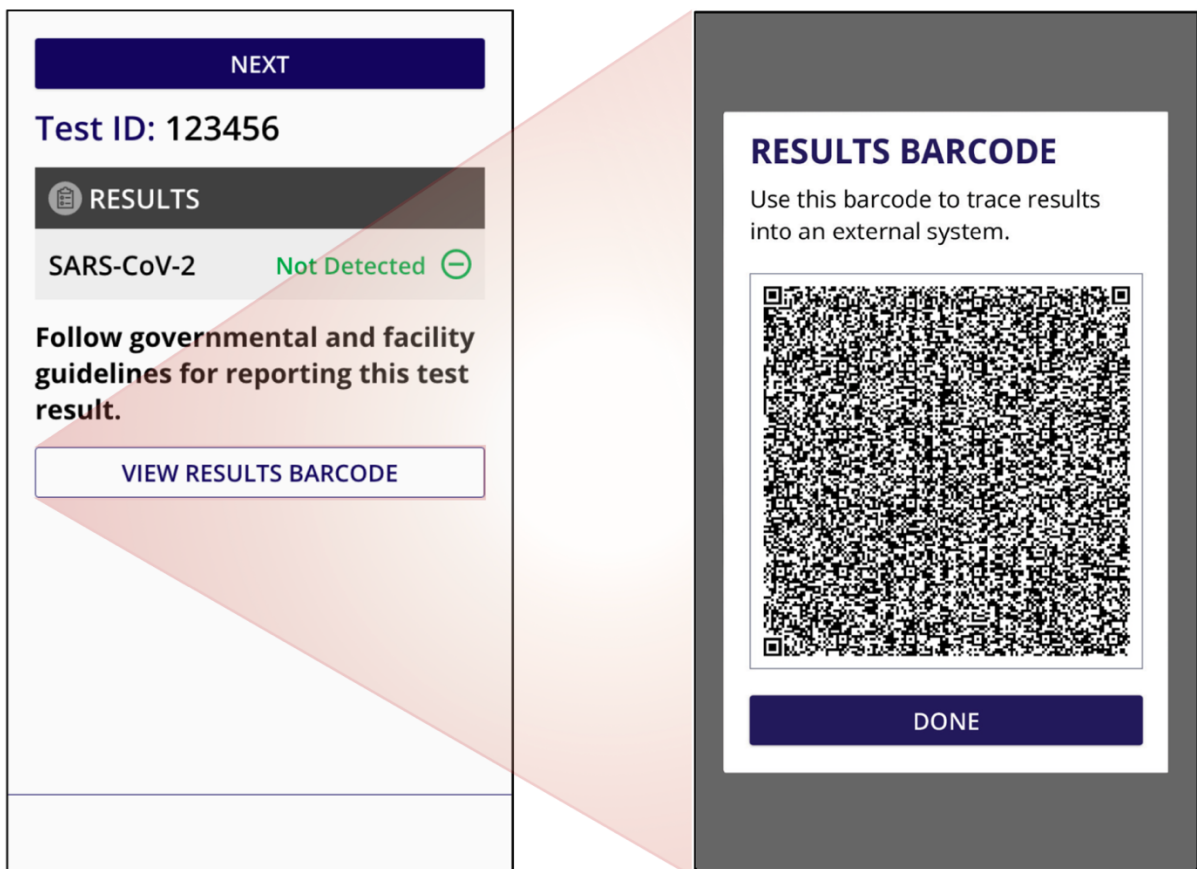 NEXT
Test ID: 123456
RESULTS
SARS-CoV-2 Not Detected
Follow governmental and facility
guidelines for reporting this test
result.
VIEW RESULTS BARCODE
RESULTS BARCODE
Use this barcode to trace results
into an external system.
DONE